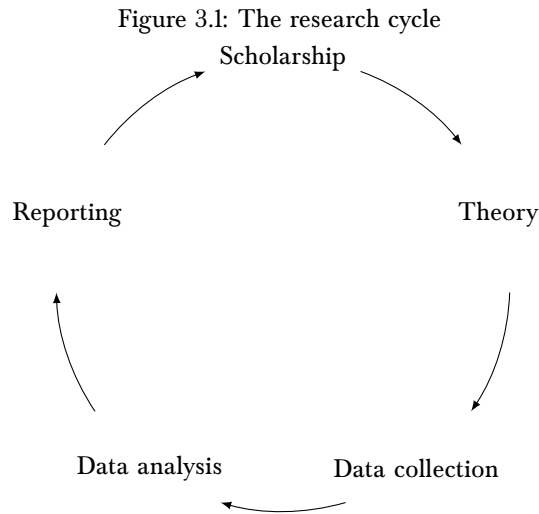 Figure 3.1: The research cycle
Scholarship
Reporting
Theory
Data analysis
Data collection